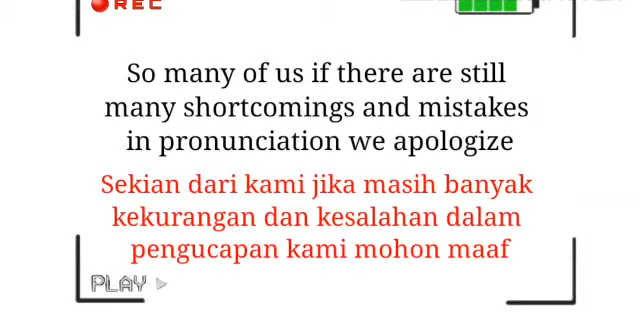 REC
So many of us if there are still
many shortcomings and mistakes
in pronunciation we apologize
Sekian dari kami jika masih banyak
kekurangan dan kesalahan dalam
pengucapan kami mohon maaf
PLAY